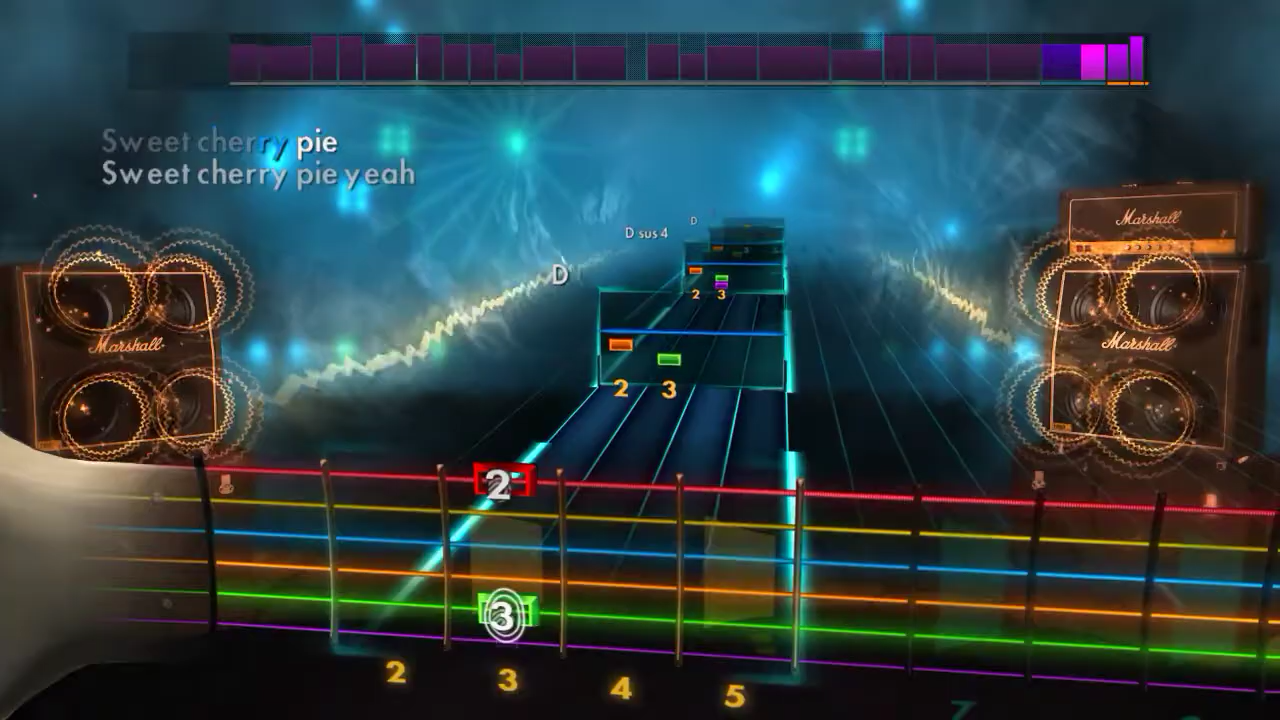 Sweet cherry pie
Sweet cherry pie yeah
Marshall
D
D sus 4
D
2 3
2 3
Marshall
Marshall
2
3
2 3 4 5 7